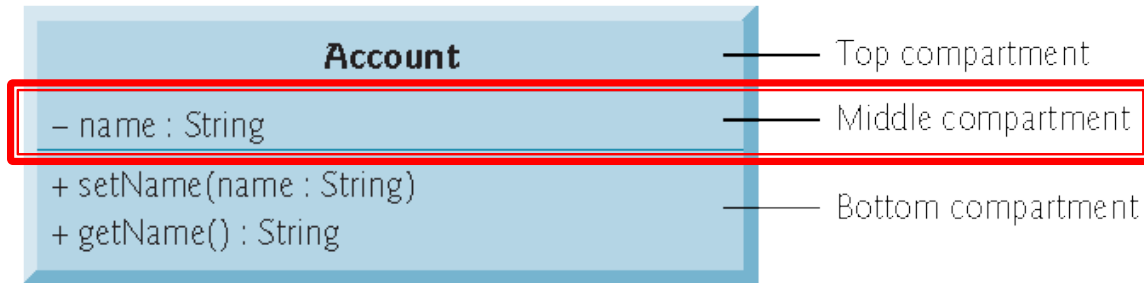 Account
Top compartment
– name : String
Middle compartment
+ setName(name : String)
+ getName() : String
Bottom compartment